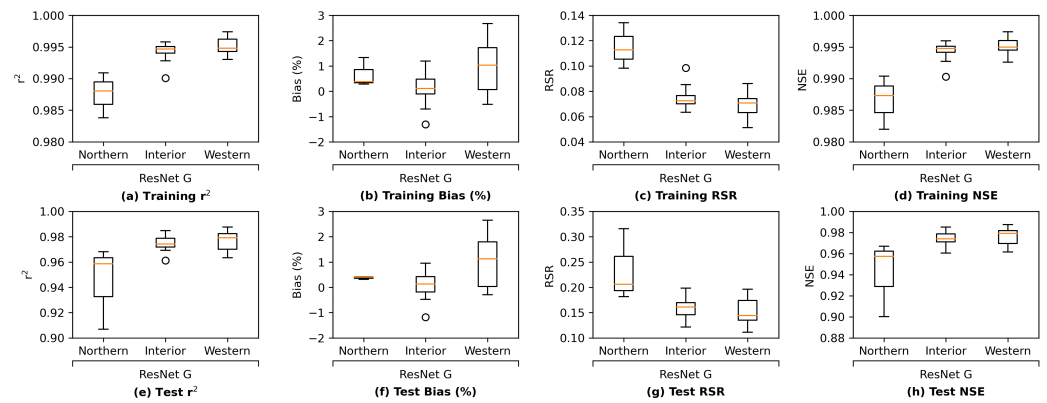 1.000
0.995
0.990
0.985
0.980
r²
Northern Interior Western
ResNet G
(a) Training r²
3
2
1
0
−1
−2
Bias (%)
Northern Interior Western
ResNet G
(b) Training Bias (%)
0.14
0.12
0.10
0.08
0.06
0.04
RSR
Northern Interior Western
ResNet G
(c) Training RSR
1.000
0.995
0.990
0.985
0.980
NSE
Northern Interior Western
ResNet G
(d) Training NSE
1.00
0.98
0.96
0.94
0.92
0.90
r²
Northern Interior Western
ResNet G
(e) Test r²
3
2
1
0
−1
−2
Bias (%)
Northern Interior Western
ResNet G
(f) Test Bias (%)
0.35
0.30
0.25
0.20
0.15
0.10
RSR
Northern Interior Western
ResNet G
(g) Test RSR
1.00
0.98
0.96
0.94
0.92
0.90
0.88
NSE
Northern Interior Western
ResNet G
(h) Test NSE